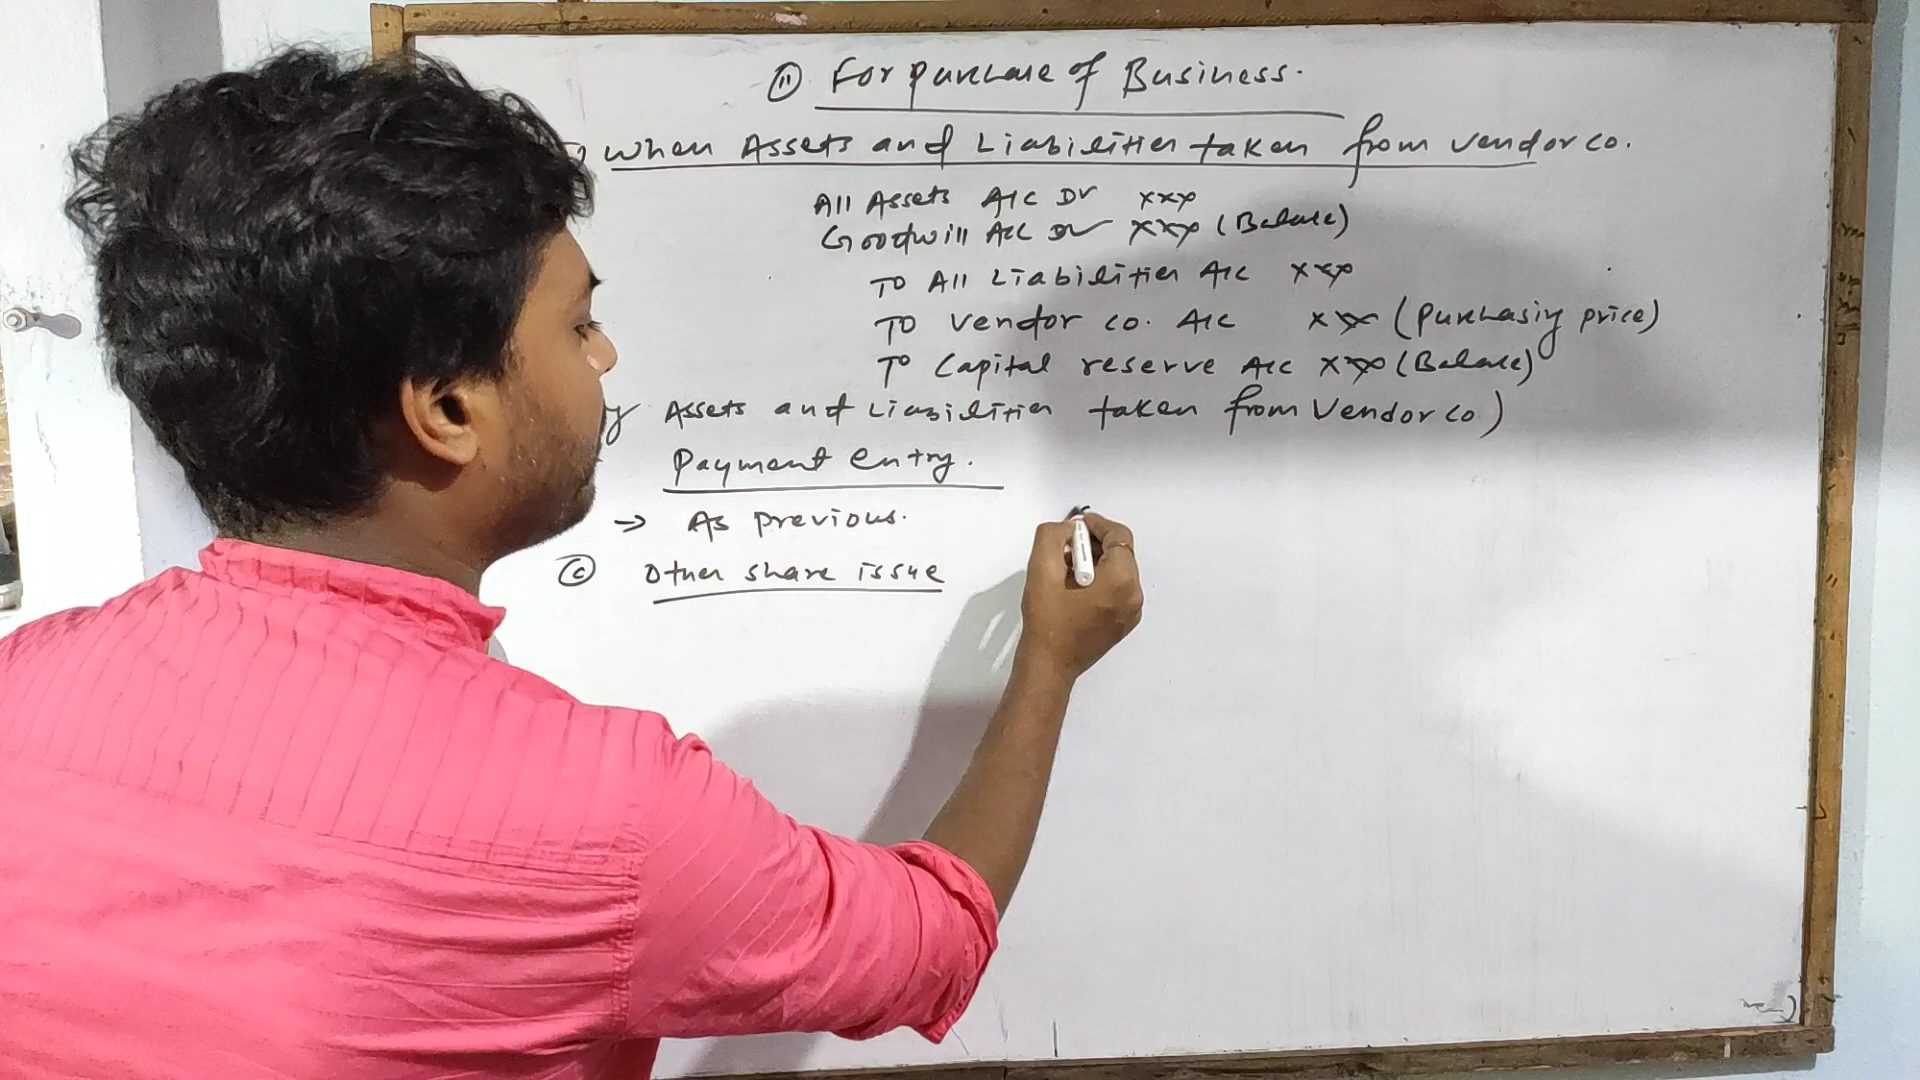 (11) For purchase of Business.
when Assets and Liabilities taken from vendor co.
All Assets A/c Dr xxx
Goodwill A/c Dr xxx (Balance)
To All Liabilities A/c xxx
To Vendor co. A/c xxx (Purchasing price)
To Capital reserve A/c xxx (Balance)
Assets and Liabilities taken from Vendor co)
Payment entry.
→ As previous.
(c) Other share issue